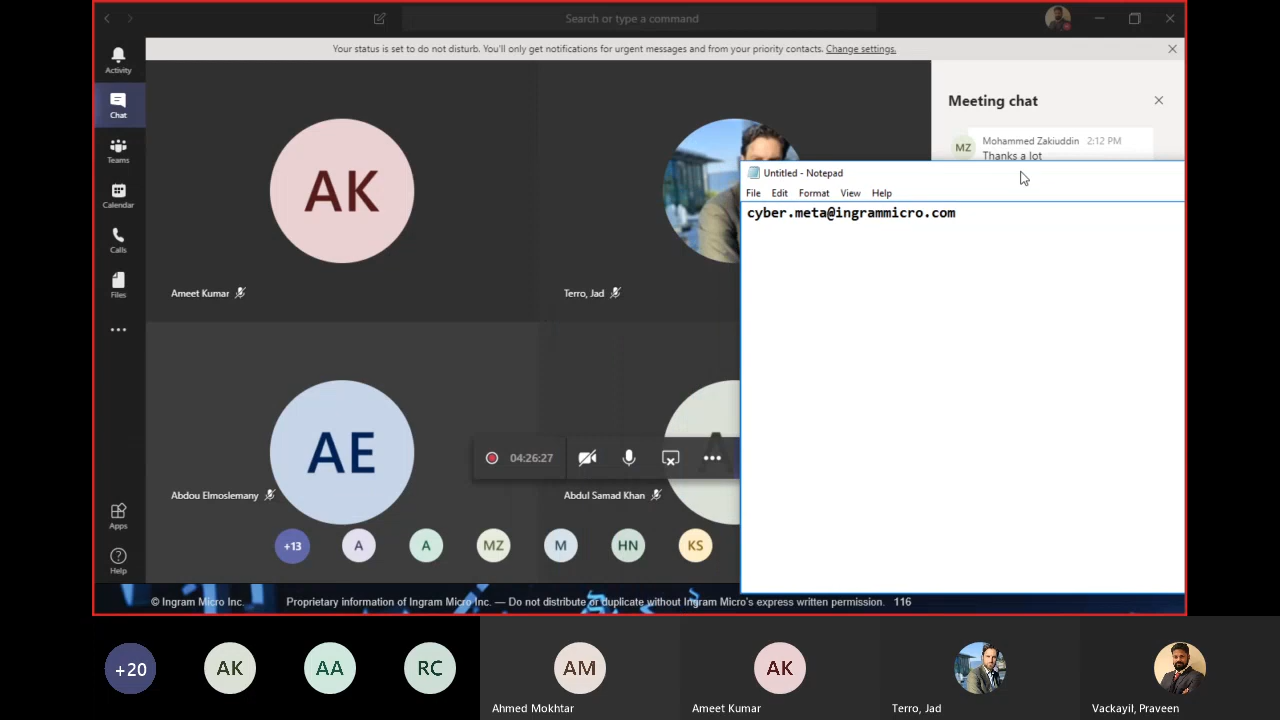 Search or type a command
Your status is set to do not disturb. You'll only get notifications for urgent messages and from your priority contacts. Change settings.
Activity
Chat
Teams
Calendar
Calls
Files
Apps
Help
AK
Ameet Kumar
Terro, Jad
AE
Abdou Elmoslemany
A
Abdul Samad Khan
04:26:27
+13
A
A
MZ
M
HN
KS
Meeting chat
MZ
Mohammed Zakiuddin 2:12 PM
Thanks a lot
Untitled - Notepad
File Edit Format View Help
cyber.meta@ingrammicro.com
© Ingram Micro Inc. Proprietary information of Ingram Micro Inc. — Do not distribute or duplicate without Ingram Micro's express written permission. 116
+20
AK
AA
RC
AM
Ahmed Mokhtar
AK
Ameet Kumar
Terro, Jad
Vackayil, Praveen